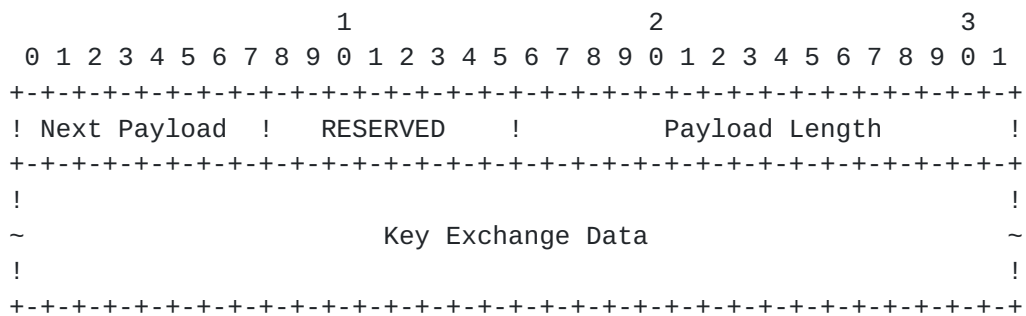 1                   2                   3
 0 1 2 3 4 5 6 7 8 9 0 1 2 3 4 5 6 7 8 9 0 1 2 3 4 5 6 7 8 9 0 1
+-+-+-+-+-+-+-+-+-+-+-+-+-+-+-+-+-+-+-+-+-+-+-+-+-+-+-+-+-+-+-+-+
! Next Payload  !   RESERVED    !         Payload Length        !
+-+-+-+-+-+-+-+-+-+-+-+-+-+-+-+-+-+-+-+-+-+-+-+-+-+-+-+-+-+-+-+-+
!                                                               !
~                       Key Exchange Data                       ~
!                                                               !
+-+-+-+-+-+-+-+-+-+-+-+-+-+-+-+-+-+-+-+-+-+-+-+-+-+-+-+-+-+-+-+-+